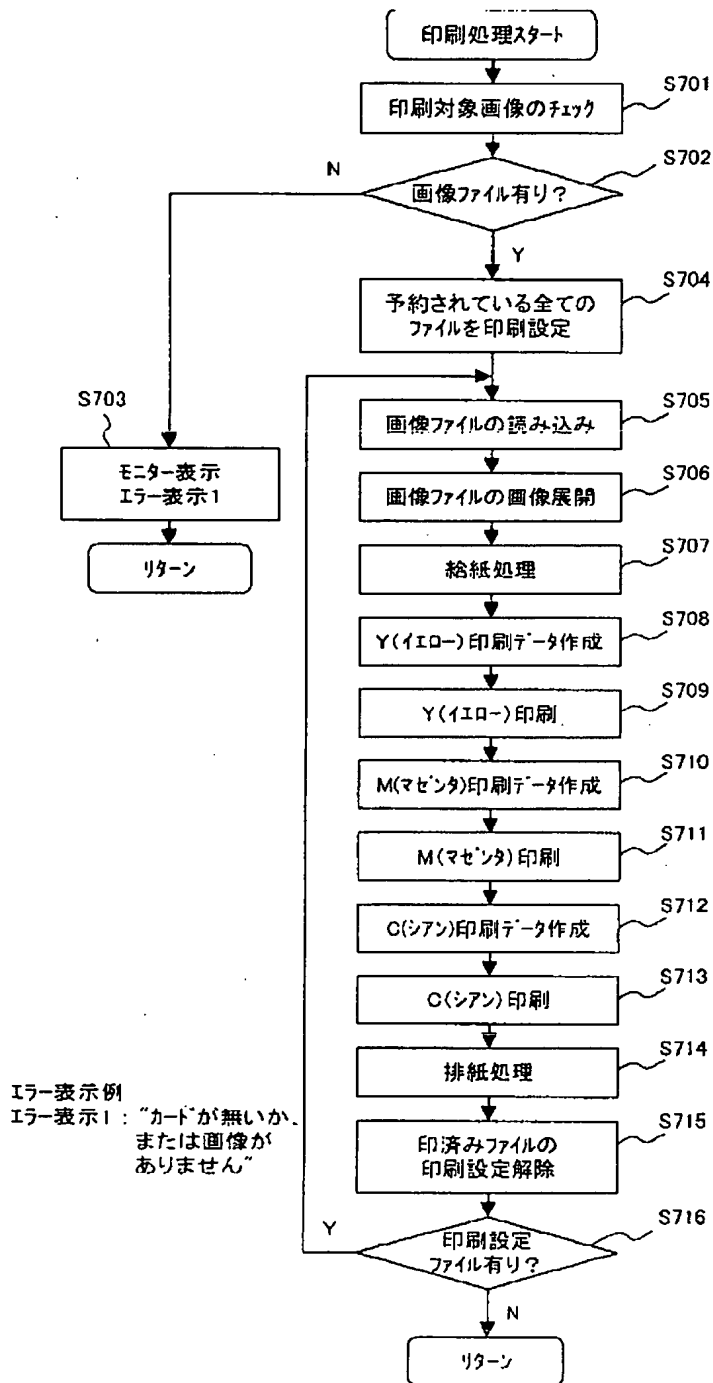 印刷処理スタート
S701
印刷対象画像のチェック
S702
N
画像ファイル有り?
Y
S704
予約されている全ての
ファイルを印刷設定
S703
モニター表示
エラー表示1
リターン
S705
画像ファイルの読み込み
S706
画像ファイルの画像展開
S707
給紙処理
S708
Y(イエロー)印刷データ作成
S709
Y(イエロー)印刷
S710
M(マゼンタ)印刷データ作成
S711
M(マゼンタ)印刷
S712
C(シアン)印刷データ作成
S713
C(シアン)印刷
S714
排紙処理
エラー表示例
エラー表示1:"カードが無いか、
または画像が
ありません"
S715
印済みファイルの
印刷設定解除
S716
Y
印刷設定
ファイル有り?
N
リターン